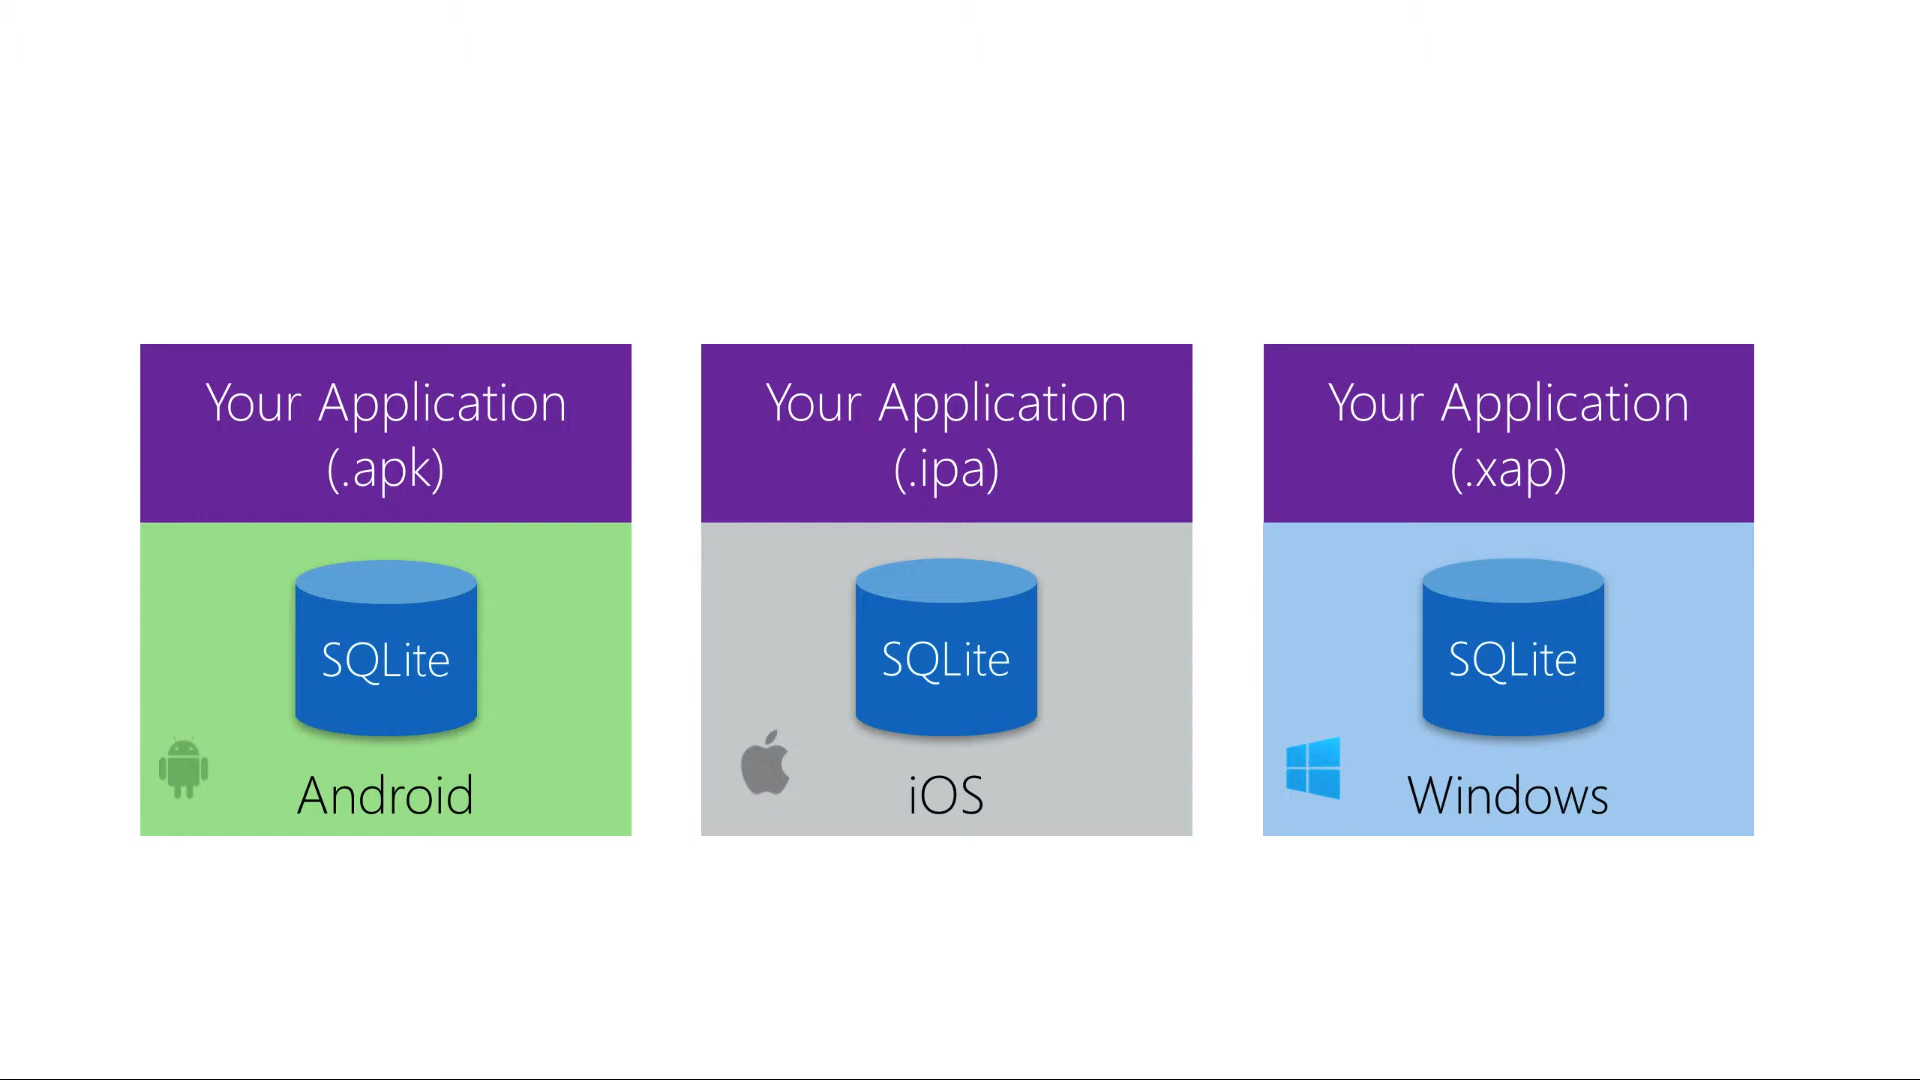 Your Application
(.apk)
SQLite
Android
Your Application
(.ipa)
SQLite
iOS
Your Application
(.xap)
SQLite
Windows